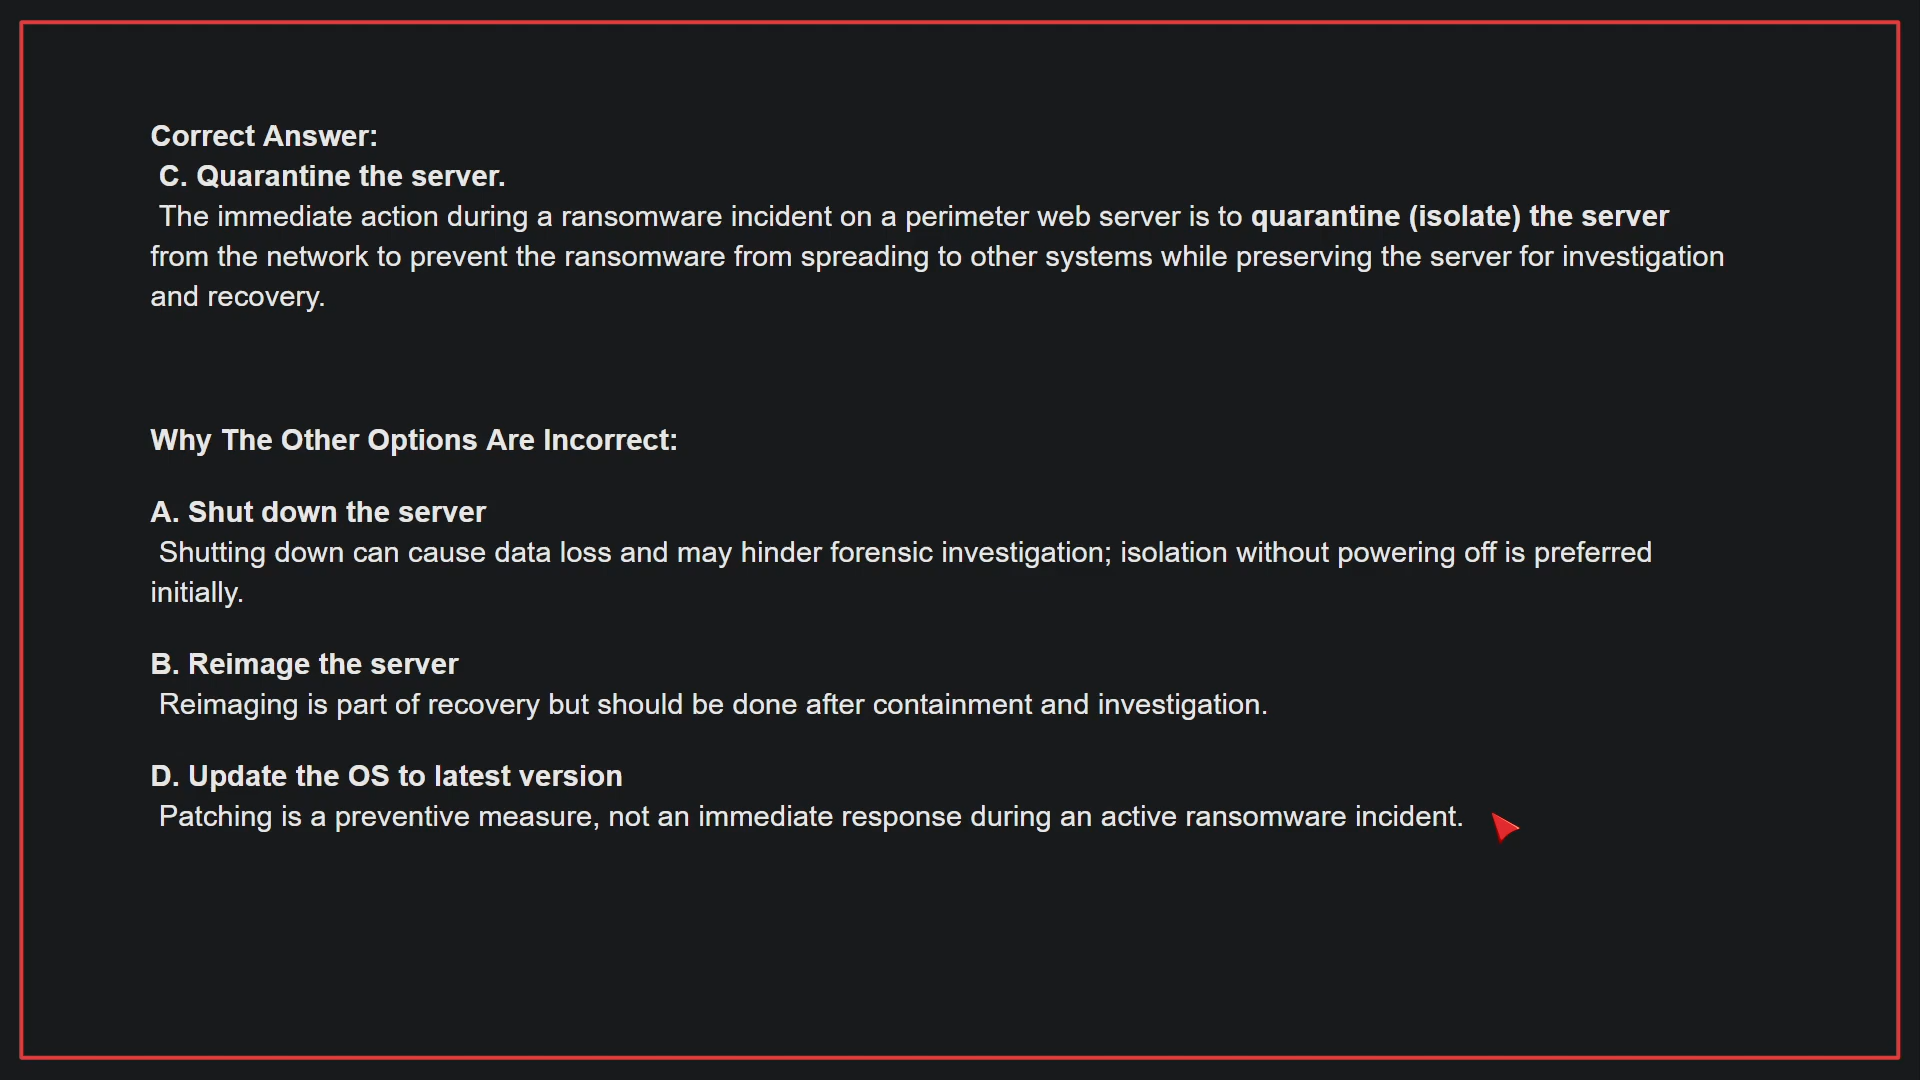 Correct Answer:
C. Quarantine the server.
The immediate action during a ransomware incident on a perimeter web server is to quarantine (isolate) the server
from the network to prevent the ransomware from spreading to other systems while preserving the server for investigation
and recovery.
Why The Other Options Are Incorrect:
A. Shut down the server
Shutting down can cause data loss and may hinder forensic investigation; isolation without powering off is preferred
initially.
B. Reimage the server
Reimaging is part of recovery but should be done after containment and investigation.
D. Update the OS to latest version
Patching is a preventive measure, not an immediate response during an active ransomware incident.